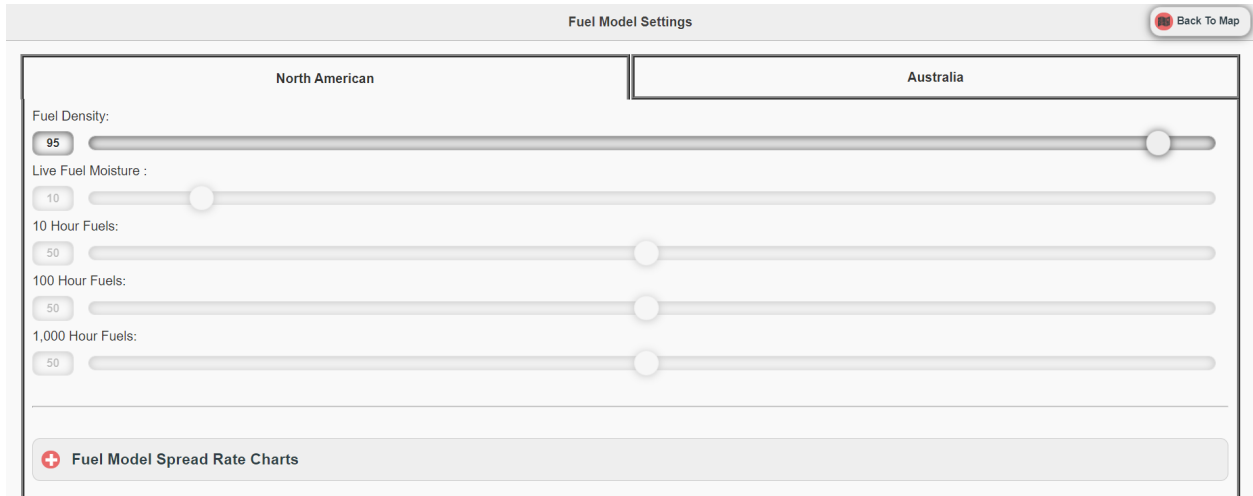 Fuel Model Settings
Back To Map
North American
Australia
Fuel Density:
95
Live Fuel Moisture :
10
10 Hour Fuels:
50
100 Hour Fuels:
50
1,000 Hour Fuels:
50
Fuel Model Spread Rate Charts